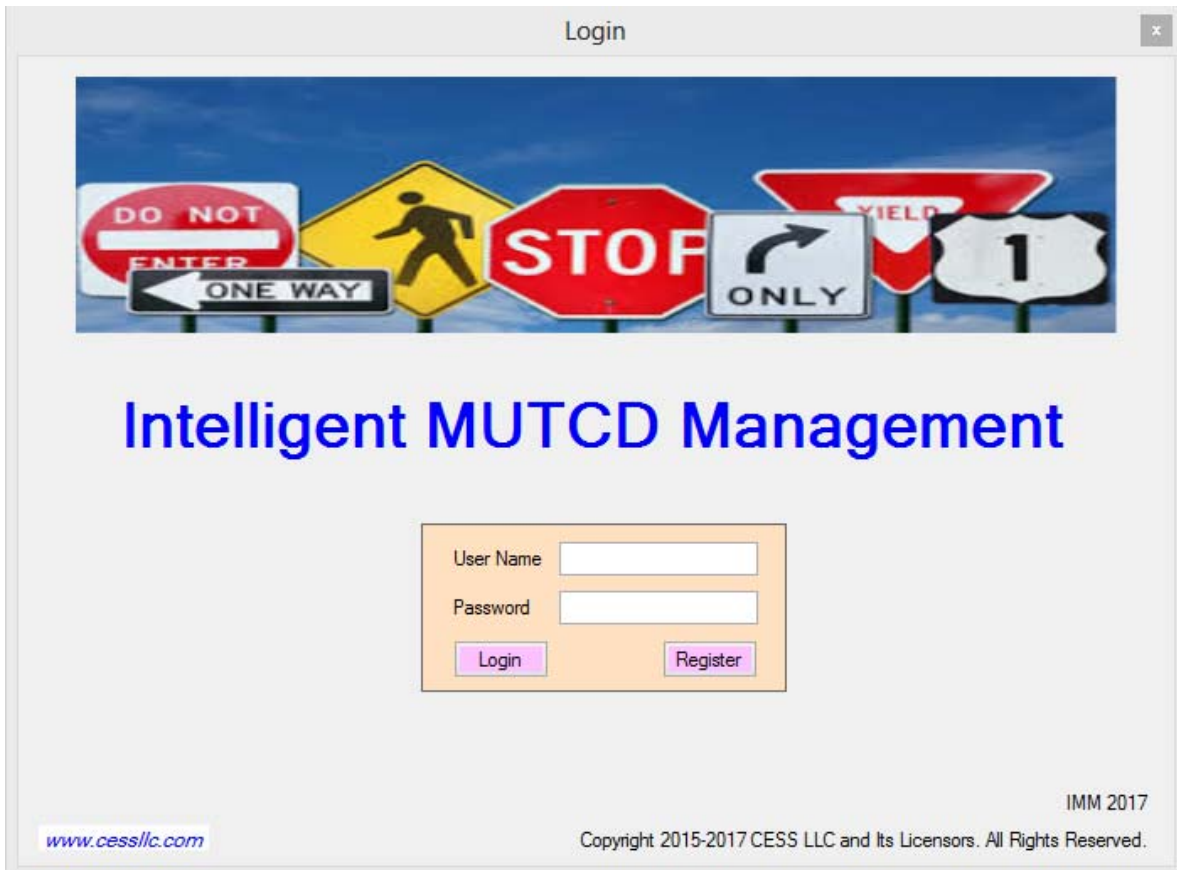 Login
x
DO NOT
ENTER
ONE WAY
STOP
ONLY
YIELD
1
Intelligent MUTCD Management
User Name
Password
Login Register
IMM 2017
www.cessllc.com
Copyright 2015-2017 CESS LLC and Its Licensors. All Rights Reserved.